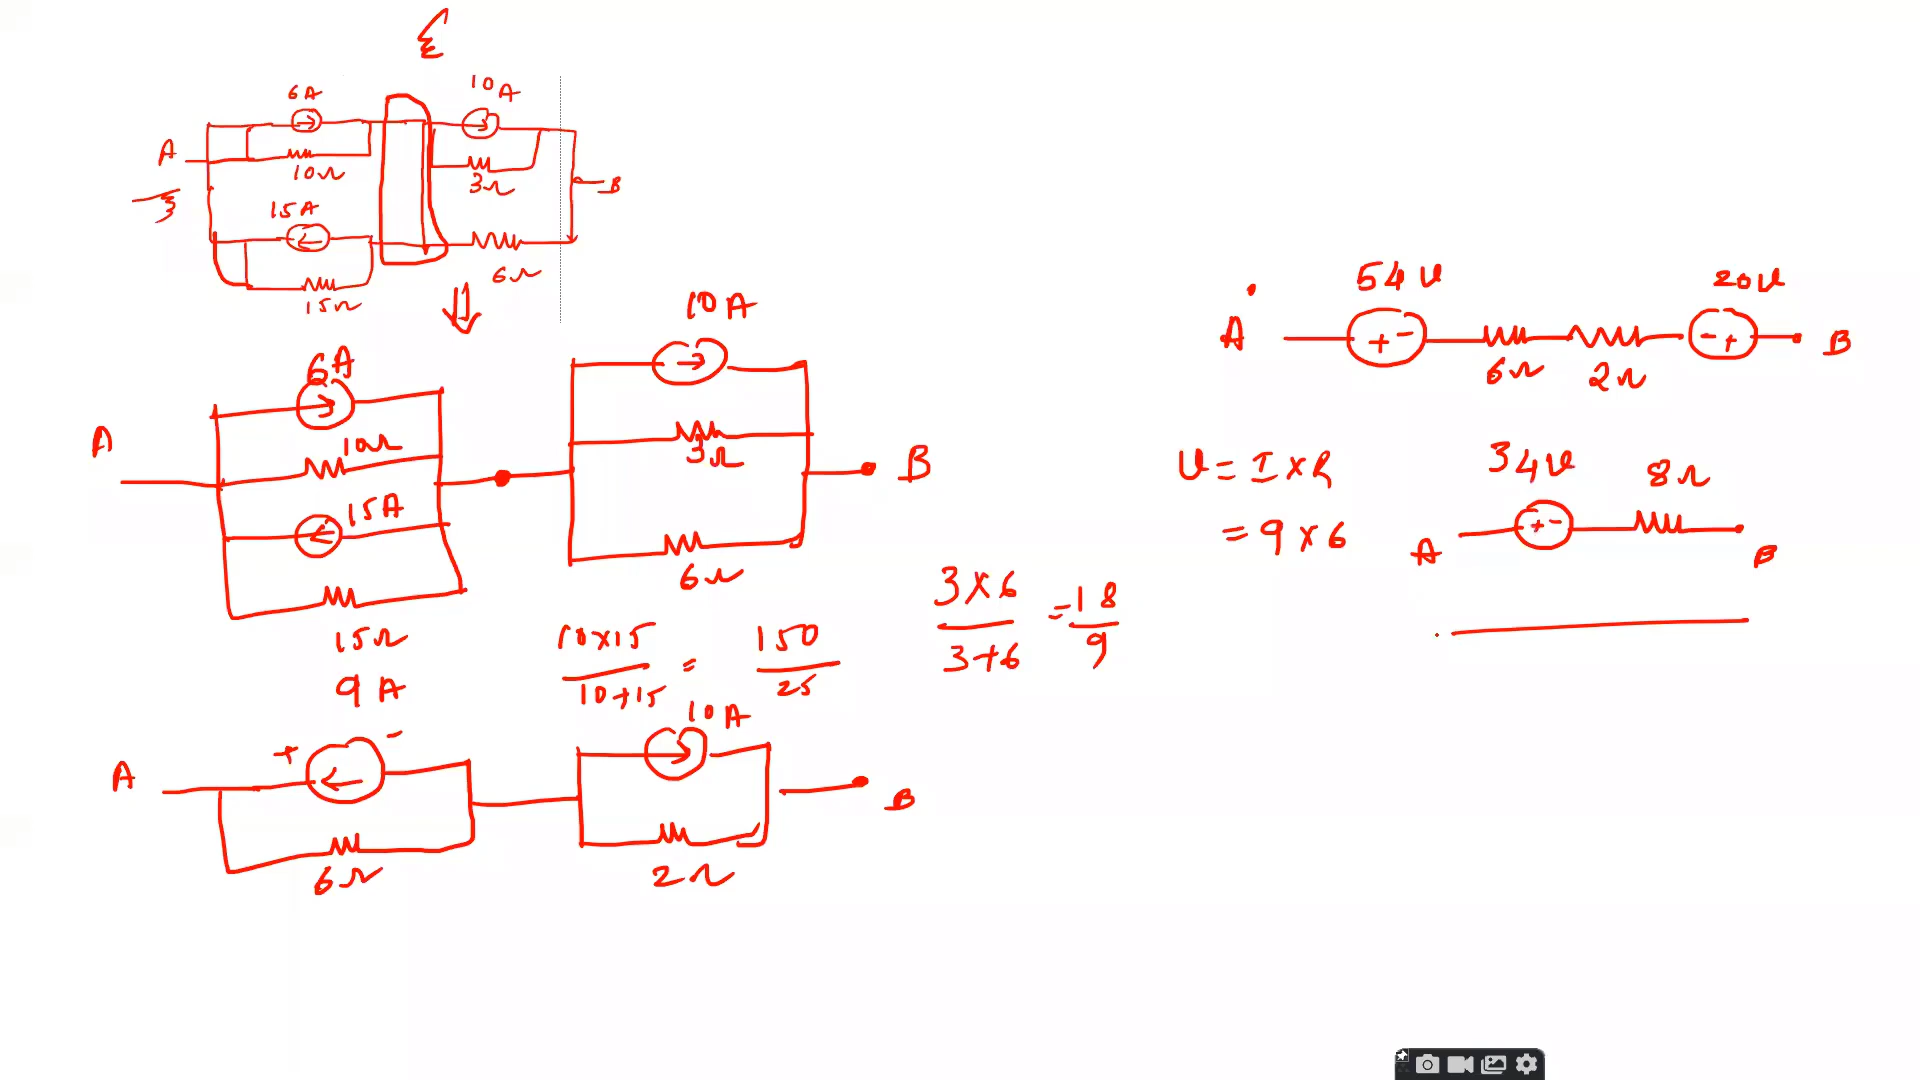 6A
10A
A
10Ω
3Ω
B
15A
6Ω
15Ω
10A
6A
A
10Ω
3Ω
B
15A
6Ω
15Ω
9A
10×15
10+15
=
150
25
3×6
3+6
=
18
9
10A
A
+
-
B
6Ω
2Ω
54V
20V
A
+ -
- +
B
6Ω
2Ω
V = I × R
= 9 × 6
34V
8Ω
A
+ -
B